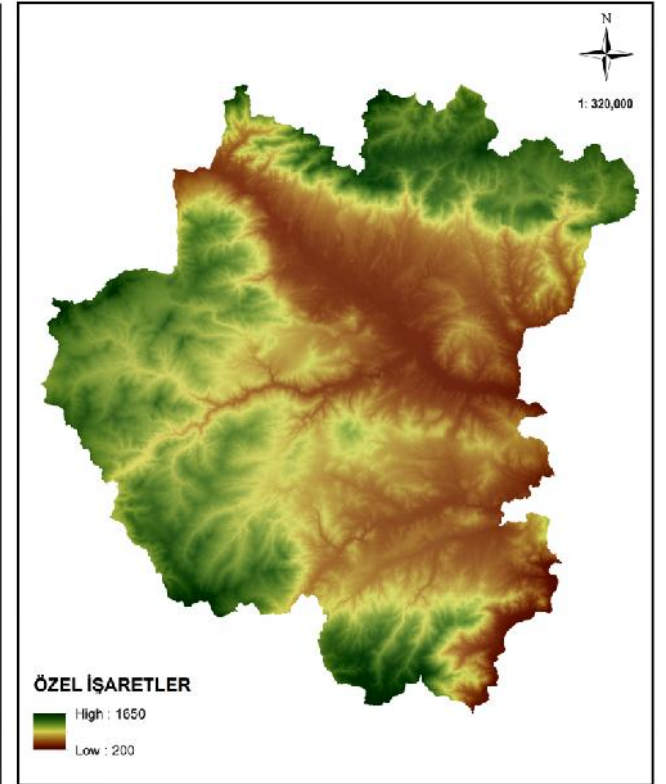 N
1: 320,000
ÖZEL İŞARETLER
High : 1650
Low : 200